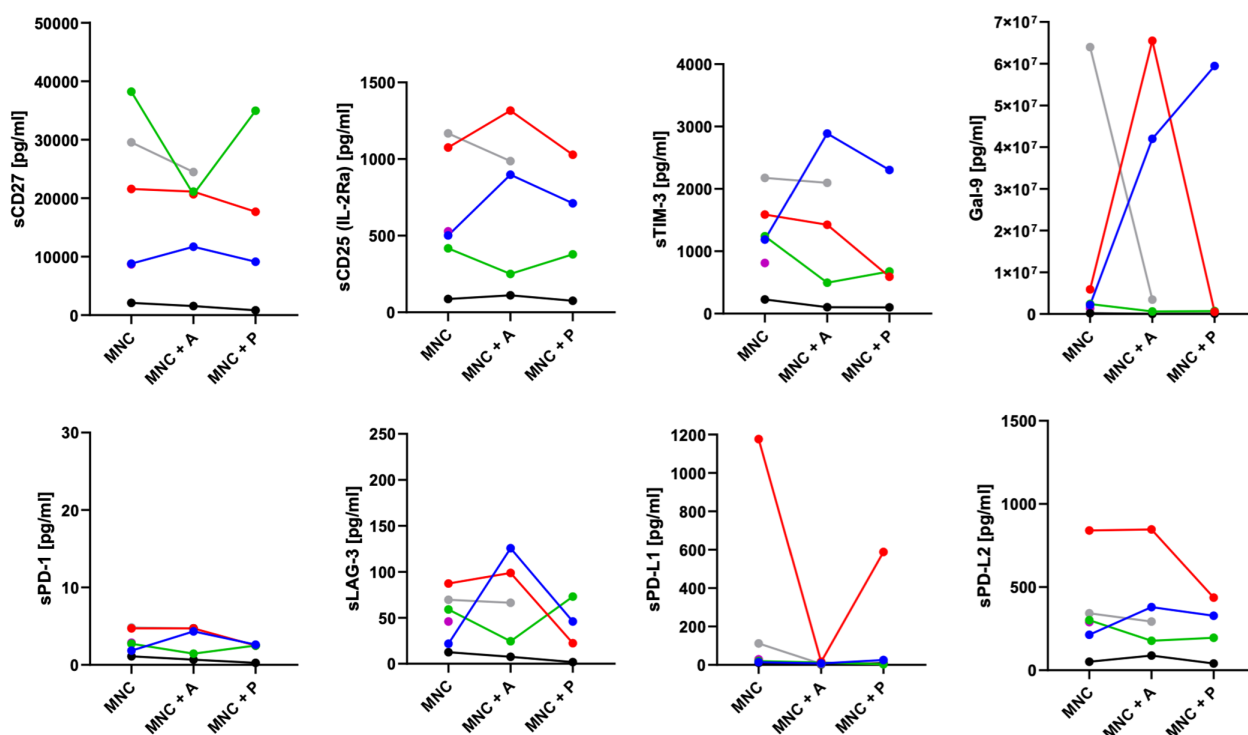 sCD27 [pg/ml]
50000
40000
30000
20000
10000
0
MNC
MNC + A
MNC + P
sCD25 (IL-2Ra) [pg/ml]
1500
1000
500
0
MNC
MNC + A
MNC + P
sTIM-3 [pg/ml]
4000
3000
2000
1000
0
MNC
MNC + A
MNC + P
Gal-9 [pg/ml]
7×10⁷
6×10⁷
5×10⁷
4×10⁷
3×10⁷
2×10⁷
1×10⁷
0
MNC
MNC + A
MNC + P
sPD-1 [pg/ml]
30
20
10
0
MNC
MNC + A
MNC + P
sLAG-3 [pg/ml]
250
200
150
100
50
0
MNC
MNC + A
MNC + P
sPD-L1 [pg/ml]
1200
1000
800
600
400
200
0
MNC
MNC + A
MNC + P
sPD-L2 [pg/ml]
1500
1000
500
0
MNC
MNC + A
MNC + P